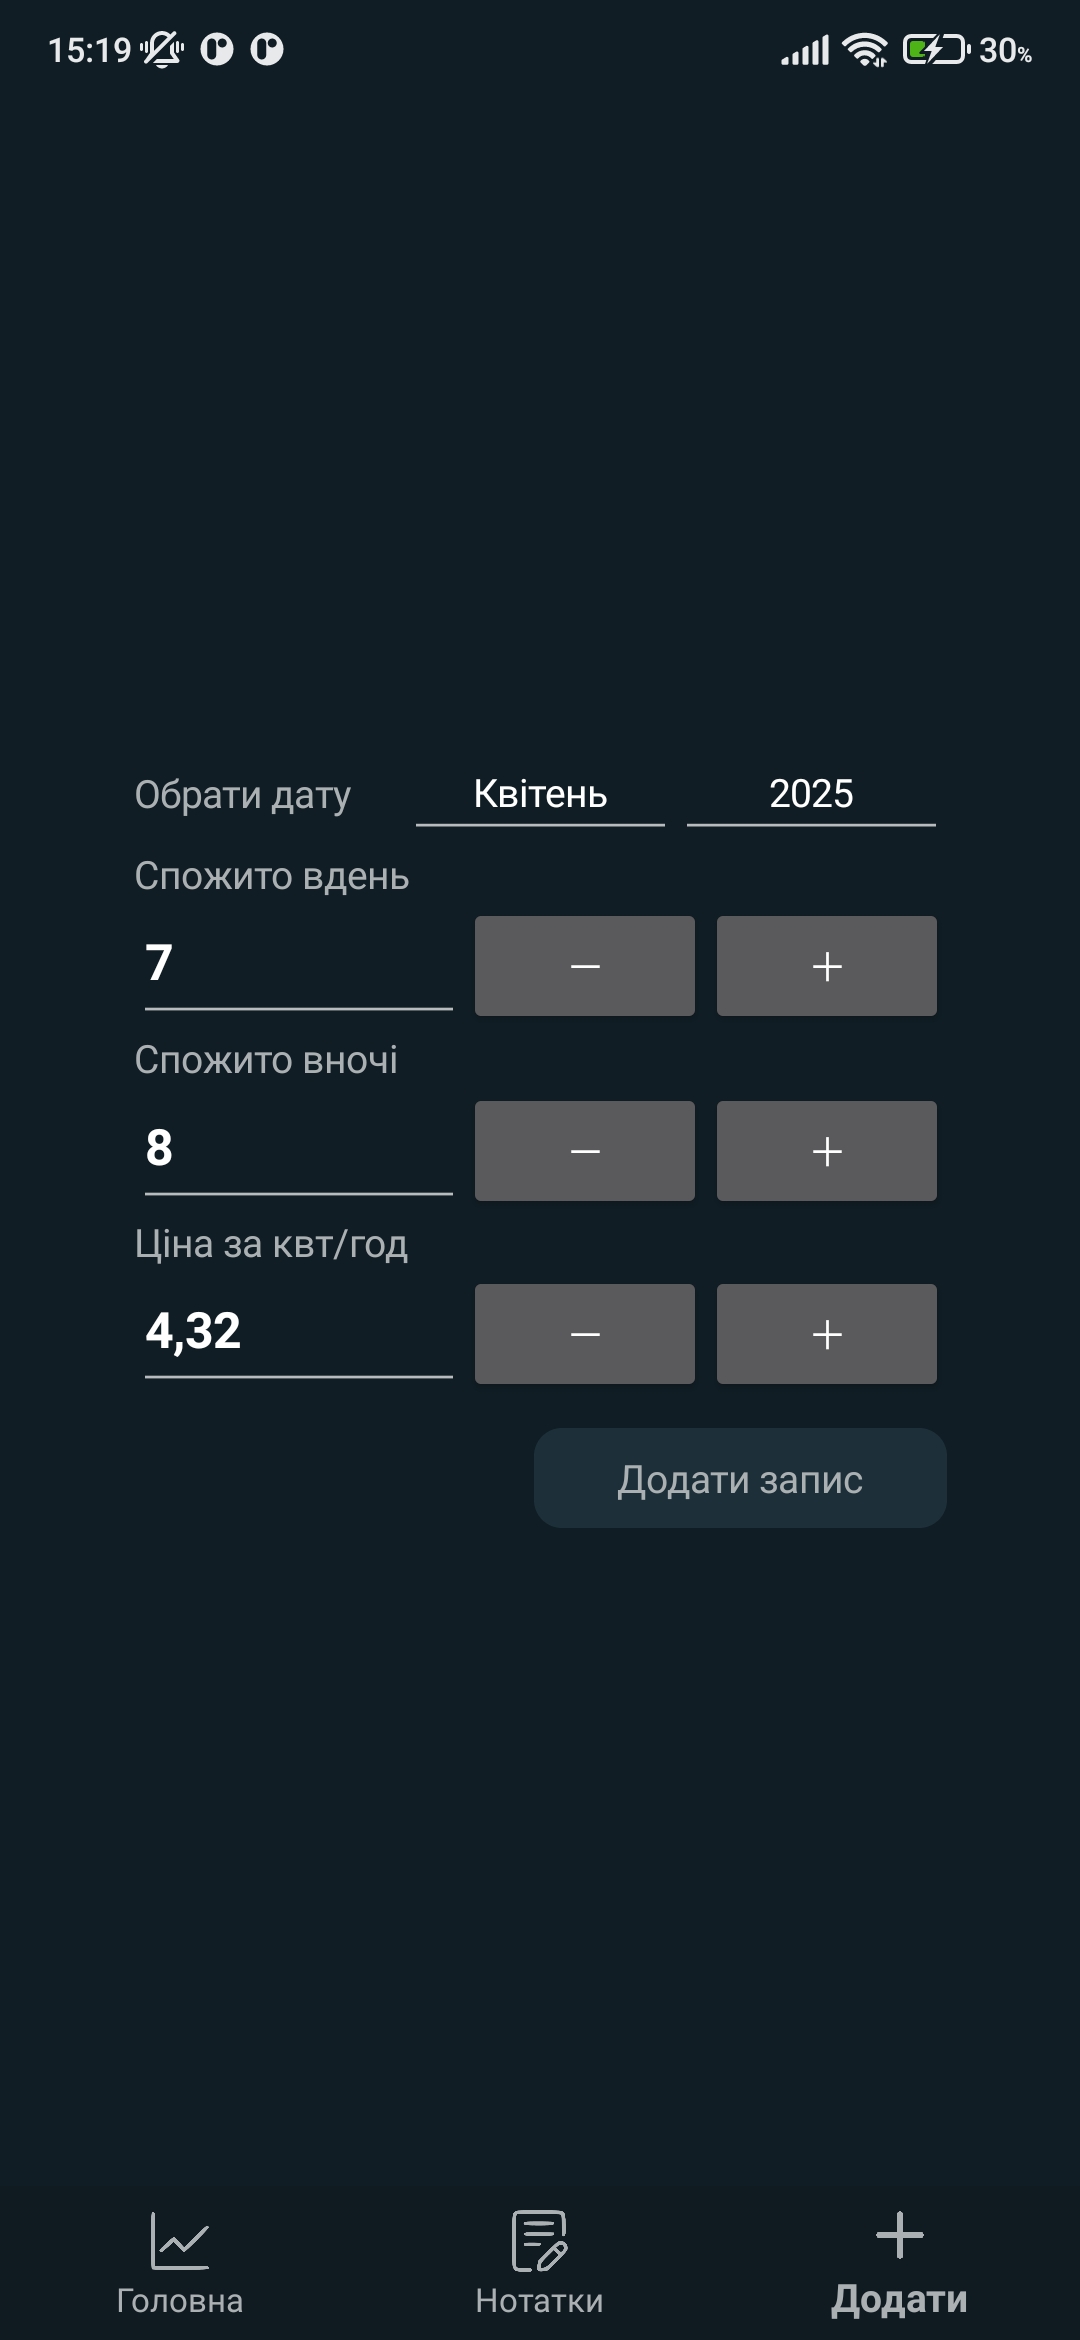 15:19 30%
Обрати дату Квітень 2025
Спожито вдень
7 − +
Спожито вночі
8 − +
Ціна за квт/год
4,32 − +
Додати запис
Головна Нотатки Додати